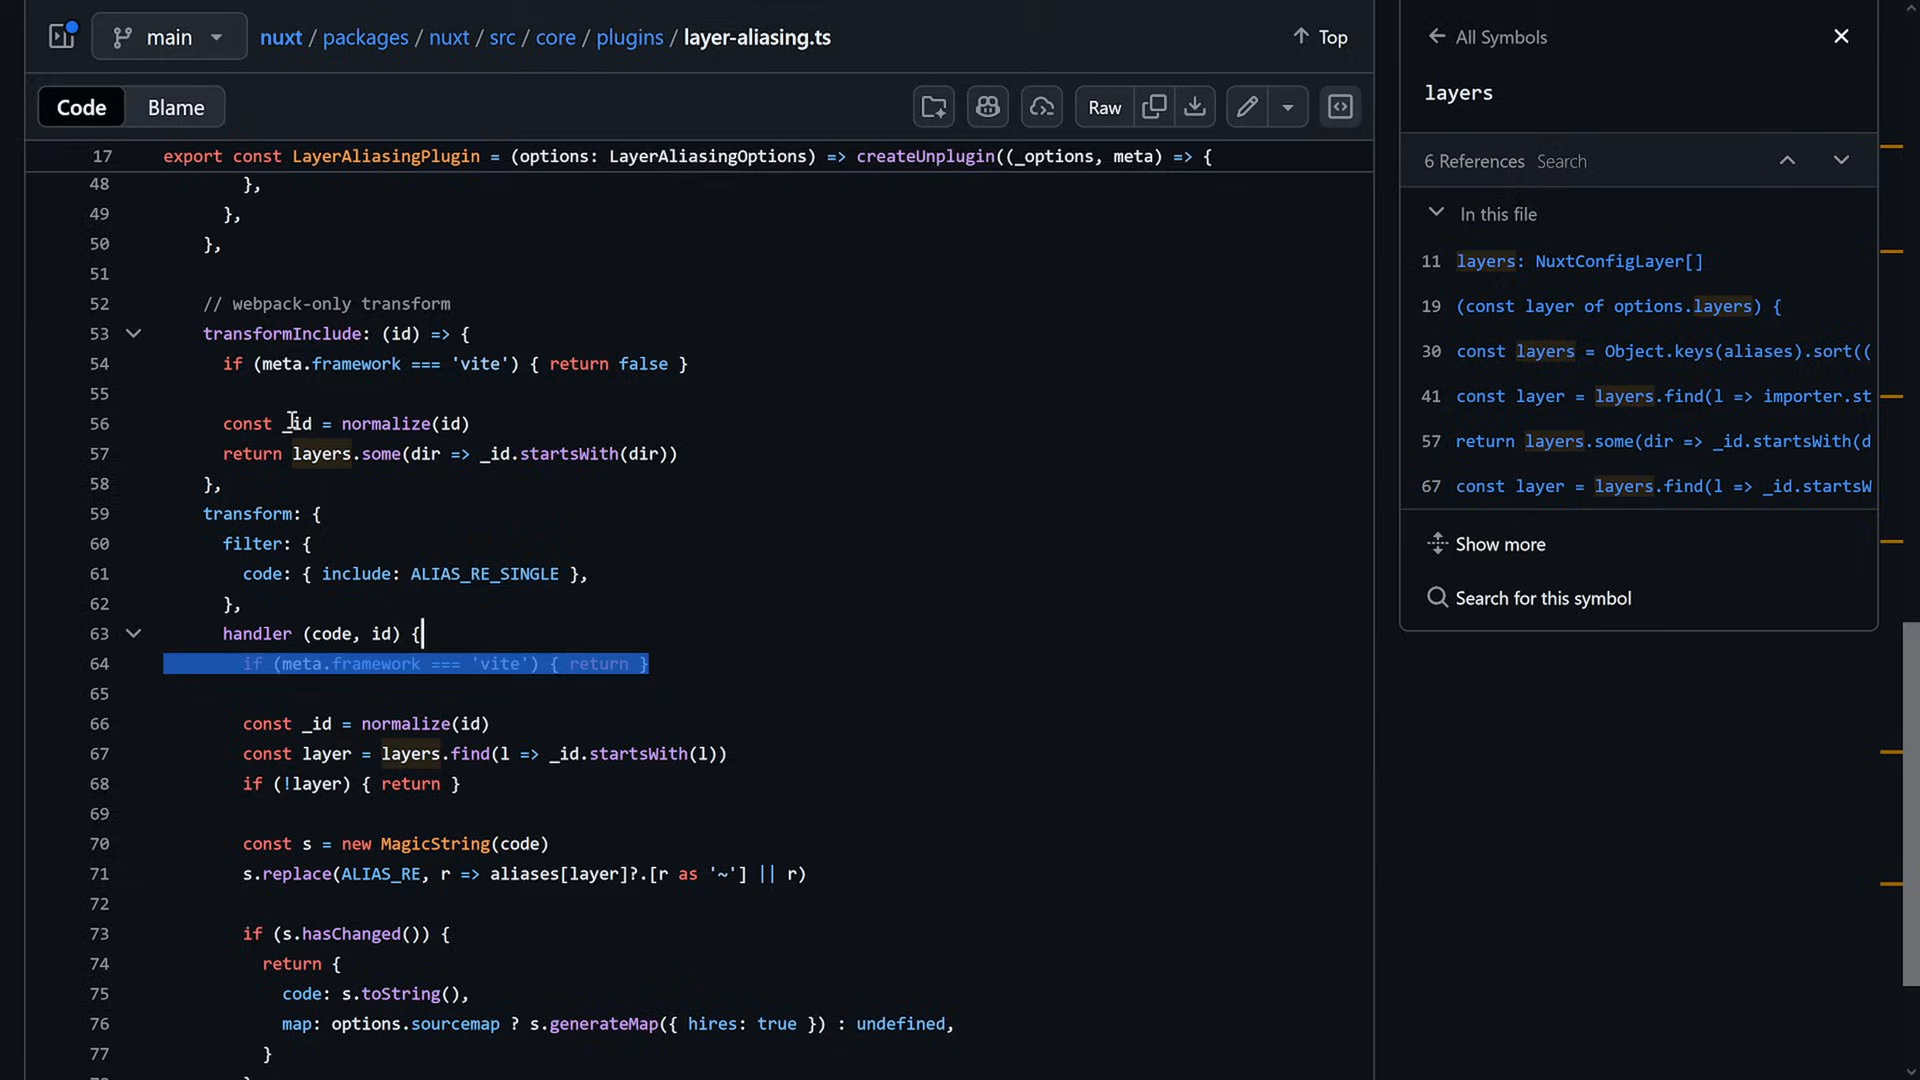 main
nuxt / packages / nuxt / src / core / plugins / layer-aliasing.ts
Top
Code
Blame
Raw
17 export const LayerAliasingPlugin = (options: LayerAliasingOptions) => createUnplugin((_options, meta) => {
48 },
49 },
50 },
51
52 // webpack-only transform
53 transformInclude: (id) => {
54 if (meta.framework === 'vite') { return false }
55
56 const _id = normalize(id)
57 return layers.some(dir => _id.startsWith(dir))
58 },
59 transform: {
60 filter: {
61 code: { include: ALIAS_RE_SINGLE },
62 },
63 handler (code, id) {
64 if (meta.framework === 'vite') { return }
65
66 const _id = normalize(id)
67 const layer = layers.find(l => _id.startsWith(l))
68 if (!layer) { return }
69
70 const s = new MagicString(code)
71 s.replace(ALIAS_RE, r => aliases[layer]?.[r as '~'] || r)
72
73 if (s.hasChanged()) {
74 return {
75 code: s.toString(),
76 map: options.sourcemap ? s.generateMap({ hires: true }) : undefined,
77 }
All Symbols
layers
6 References Search
In this file
11 layers: NuxtConfigLayer[]
19 (const layer of options.layers) {
30 const layers = Object.keys(aliases).sort((
41 const layer = layers.find(l => importer.st
57 return layers.some(dir => _id.startsWith(d
67 const layer = layers.find(l => _id.startsW
Show more
Search for this symbol